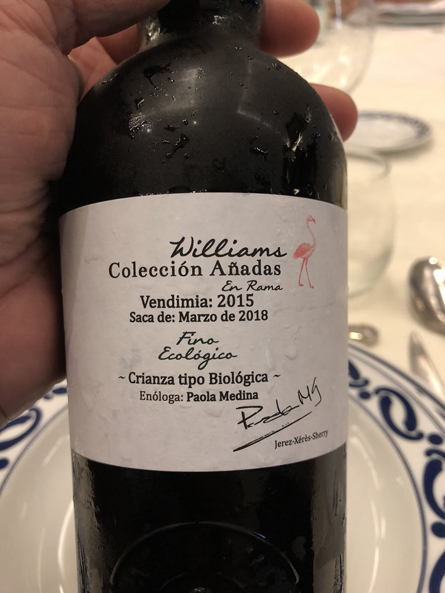 Williams
Colección Añadas
En Rama
Vendimia: 2015
Saca de: Marzo de 2018
Fino
Ecológico
~ Crianza tipo Biológica ~
Enóloga: Paola Medina
Jerez-Xérès-Sherry